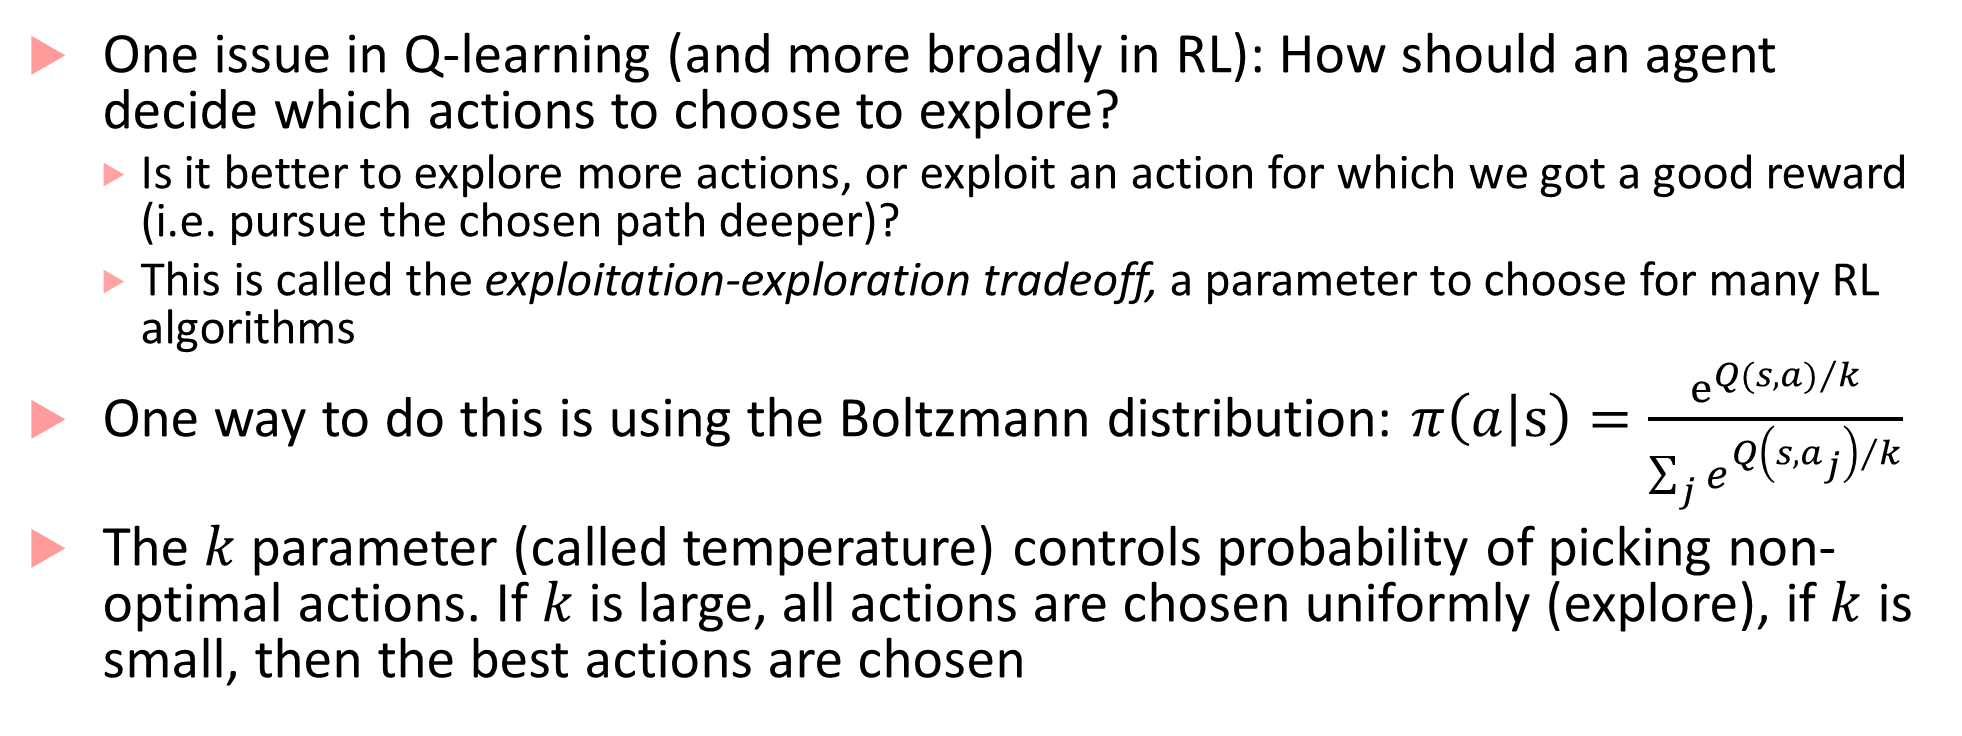 One issue in Q-learning (and more broadly in RL): How should an agent
decide which actions to choose to explore?
Is it better to explore more actions, or exploit an action for which we got a good reward
(i.e. pursue the chosen path deeper)?
This is called the exploitation-exploration tradeoff, a parameter to choose for many RL
algorithms
One way to do this is using the Boltzmann distribution: π(a|s) = e^{Q(s,a)/k} / ∑_j e^{Q(s,a_j)/k}
The k parameter (called temperature) controls probability of picking non-
optimal actions. If k is large, all actions are chosen uniformly (explore), if k is
small, then the best actions are chosen